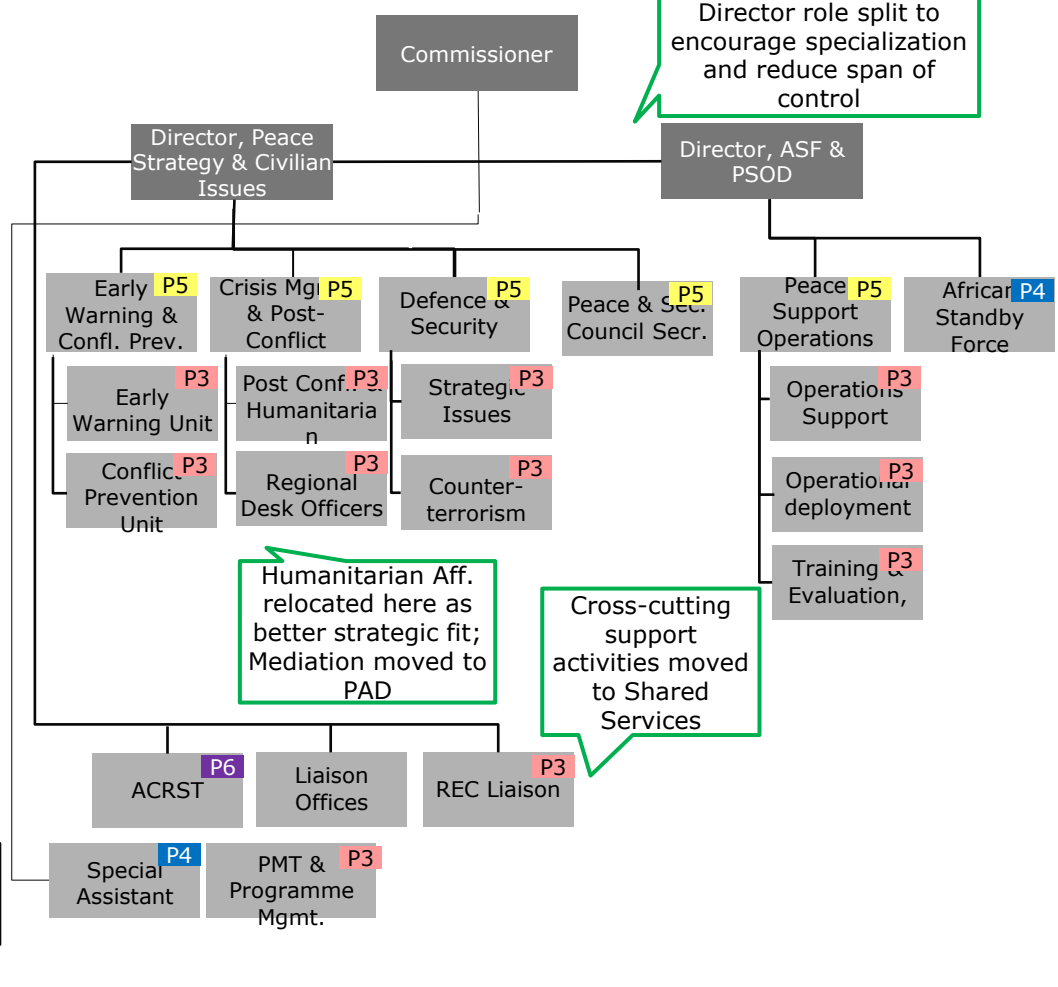 Director role split to
encourage specialization
and reduce span of
control
Commissioner
Director, Peace
Strategy & Civilian
Issues
Director, ASF &
PSOD
Early
Warning &
Confl. Prev.
P5
Crisis Mg
& Post-
Conflict
P5
Defence &
Security
P5
Peace & Sec.
Council Secr.
P5
Peace
Support
Operations
P5
African
Standby
Force
P4
Early
Warning Unit
P3
Post Conf. &
Humanitaria
n
P3
Strategic
Issues
P3
Operations
Support
P3
Conflict
Prevention
Unit
P3
Regional
Desk Officers
P3
Counter-
terrorism
P3
Operational
deployment
P3
Training &
Evaluation,
P3
Humanitarian Aff.
relocated here as
better strategic fit;
Mediation moved to
PAD
Cross-cutting
support
activities moved
to Shared
Services
ACRST
P6
Liaison
Offices
REC Liaison
P3
Special
Assistant
P4
PMT &
Programme
Mgmt.
P3